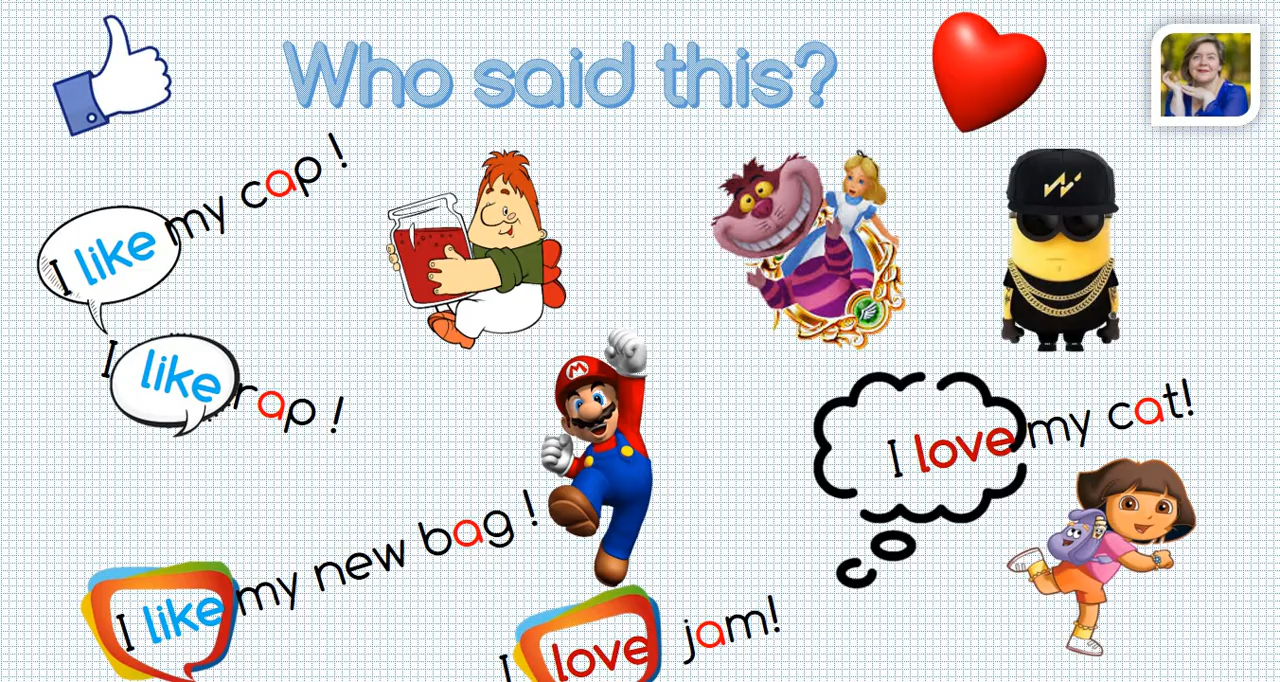 Who said this?
I like my cap !
I like rap !
I love my cat!
I like my new bag !
I love jam!
M